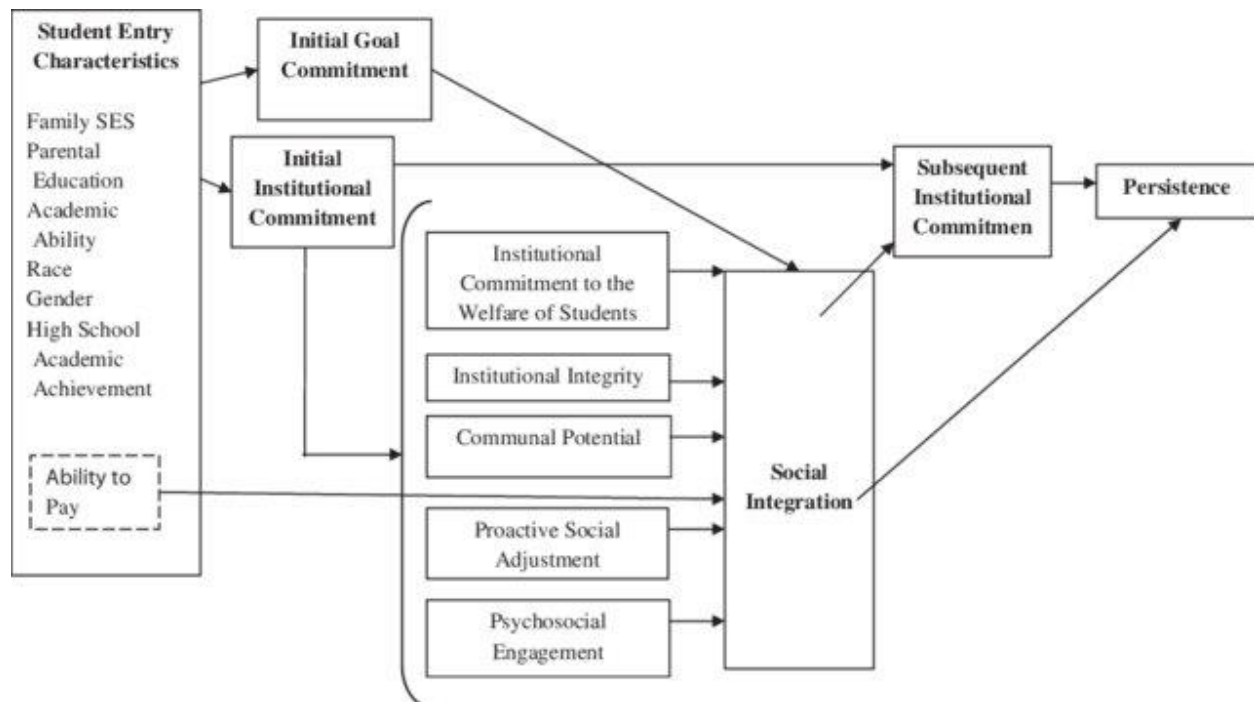 Student Entry
Characteristics
Family SES
Parental
Education
Academic
Ability
Race
Gender
High School
Academic
Achievement
Ability to
Pay
Initial Goal
Commitment
Initial
Institutional
Commitment
Institutional
Commitment to the
Welfare of Students
Institutional Integrity
Communal Potential
Proactive Social
Adjustment
Psychosocial
Engagement
Social
Integration
Subsequent
Institutional
Commitmen
Persistence